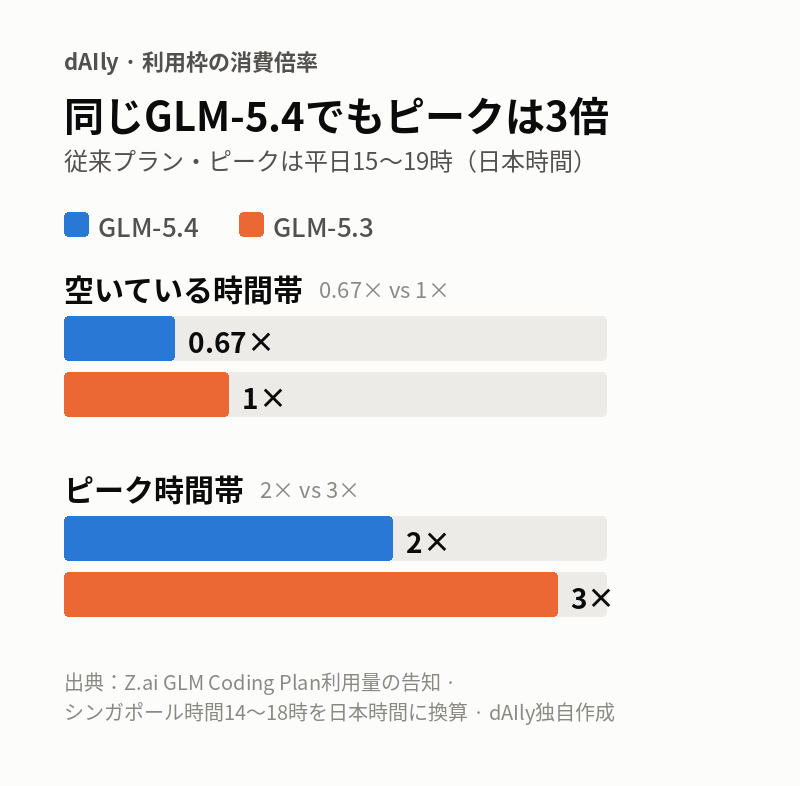 dAIly・利用枠の消費倍率
同じGLM-5.4でもピークは3倍
従来プラン・ピークは平日15〜19時（日本時間）
GLM-5.4 GLM-5.3
空いている時間帯 0.67× vs 1×
0.67×
1×
ピーク時間帯 2× vs 3×
2×
3×
出典：Z.ai GLM Coding Plan利用量の告知・
シンガポール時間14〜18時を日本時間に換算・dAIly独自作成